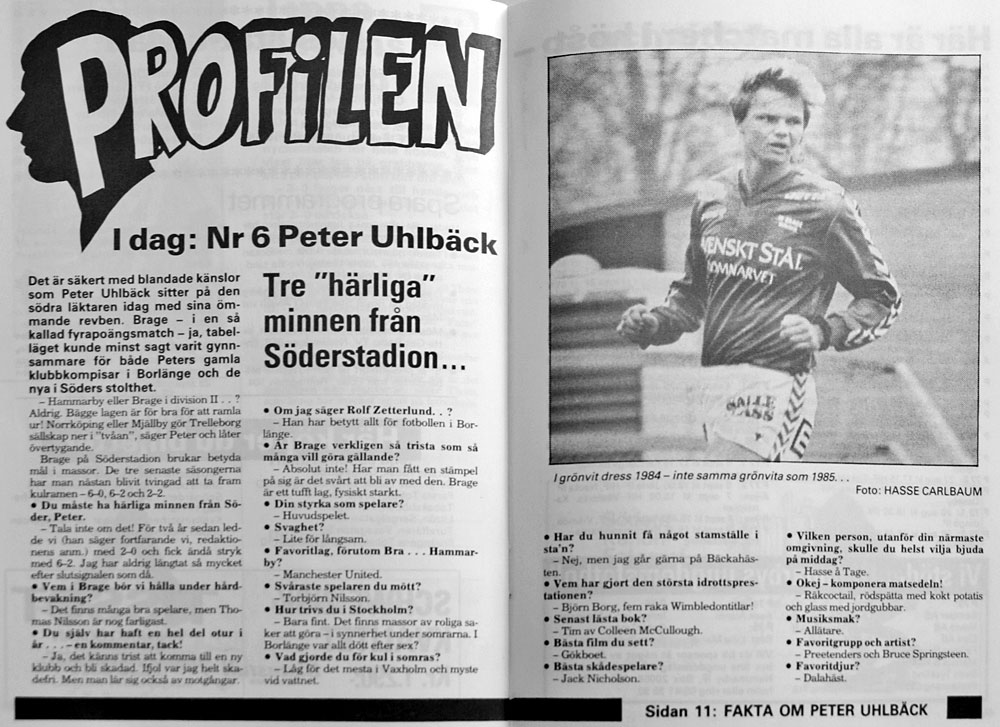 PROFiLEN
I dag: Nr 6 Peter Uhlbäck
Det är säkert med blandade känslor
som Peter Uhlbäck sitter på den
södra läktaren idag med sina öm-
mande revben. Brage – i en så
kallad fyrapoängsmatch – ja, tabel-
läget kunde minst sagt varit gynn-
sammare för både Peters gamla
klubbkompisar i Borlänge och de
nya i Söders stolthet.
– Hammarby eller Brage i division II . . ?
Aldrig. Bägge lagen är för bra för att ramla
ur! Norrköping eller Mjällby gör Trelleborg
sällskap ner i "tvåan", säger Peter och låter
övertygande.
Brage på Söderstadion brukar betyda
mål i massor. De tre senaste säsongerna
har man nästan blivit tvingad att ta fram
kulramen – 6–0, 6–2 och 2–2.
● Du måste ha härliga minnen från Sö-
der, Peter.
– Tala inte om det! För två år sedan led-
de vi (han säger fortfarande vi, redaktio-
nens anm.) med 2–0 och fick ändå stryk
med 6–2. Jag har aldrig längtat så mycket
efter slutsignalen som då.
● Vem i Brage bör vi hålla under hård-
bevakning?
– Det finns många bra spelare, men Tho-
mas Nilsson är nog farligast.
● Du själv har haft en hel del otur i
år . . . – en kommentar, tack!
– Ja, det känns trist att komma till en ny
klubb och bli skadad. Ifjol var jag helt ska-
defri. Men man lär sig också av motgångar.
Tre "härliga"
minnen från
Söderstadion...
● Om jag säger Rolf Zetterlund. . ?
– Han har betytt allt för fotbollen i Bor-
länge.
● Är Brage verkligen så trista som så
många vill göra gällande?
– Absolut inte! Har man fått en stämpel
på sig är det svårt att bli av med den. Brage
är ett tufft lag, fysiskt starkt.
● Din styrka som spelare?
– Huvudspelet.
● Svaghet?
– Lite för långsam.
● Favoritlag, förutom Bra . . . Hammar-
by?
– Manchester United.
● Svåraste spelaren du mött?
– Torbjörn Nilsson.
● Hur trivs du i Stockholm?
– Bara fint. Det finns massor av roliga sa-
ker att göra – i synnerhet under somrarna. I
Borlänge var allt dött efter sex?
● Vad gjorde du för kul i somras?
– Låg för det mesta i Vaxholm och myste
vid vattnet.
VENSKT STÅL
MNARVET
SALLE
ASS
I grönvit dress 1984 – inte samma grönvita som 1985. . .
Foto: HASSE CARLBAUM
● Har du hunnit få något stamställe i
sta'n?
– Nej, men jag går gärna på Bäckahäs-
ten.
● Vem har gjort den största idrottspres-
tationen?
– Björn Borg, fem raka Wimbledontitlar!
● Senast lästa bok?
– Tim av Colleen McCullough.
● Bästa film du sett?
– Gökboet.
● Bästa skådespelare?
– Jack Nicholson.
● Vilken person, utanför din närmaste
omgivning, skulle du helst vilja bjuda
på middag?
– Hasse å Tage.
● Okej – komponera matsedeln!
– Räkcoctail, rödspätta med kokt potatis
och glass med jordgubbar.
● Musiksmak?
– Allätare.
● Favoritgrupp och artist?
– Preetenders och Bruce Springsteen.
● Favoritdjur?
– Dalahäst.
Sidan 11: FAKTA OM PETER UHLBÄCK